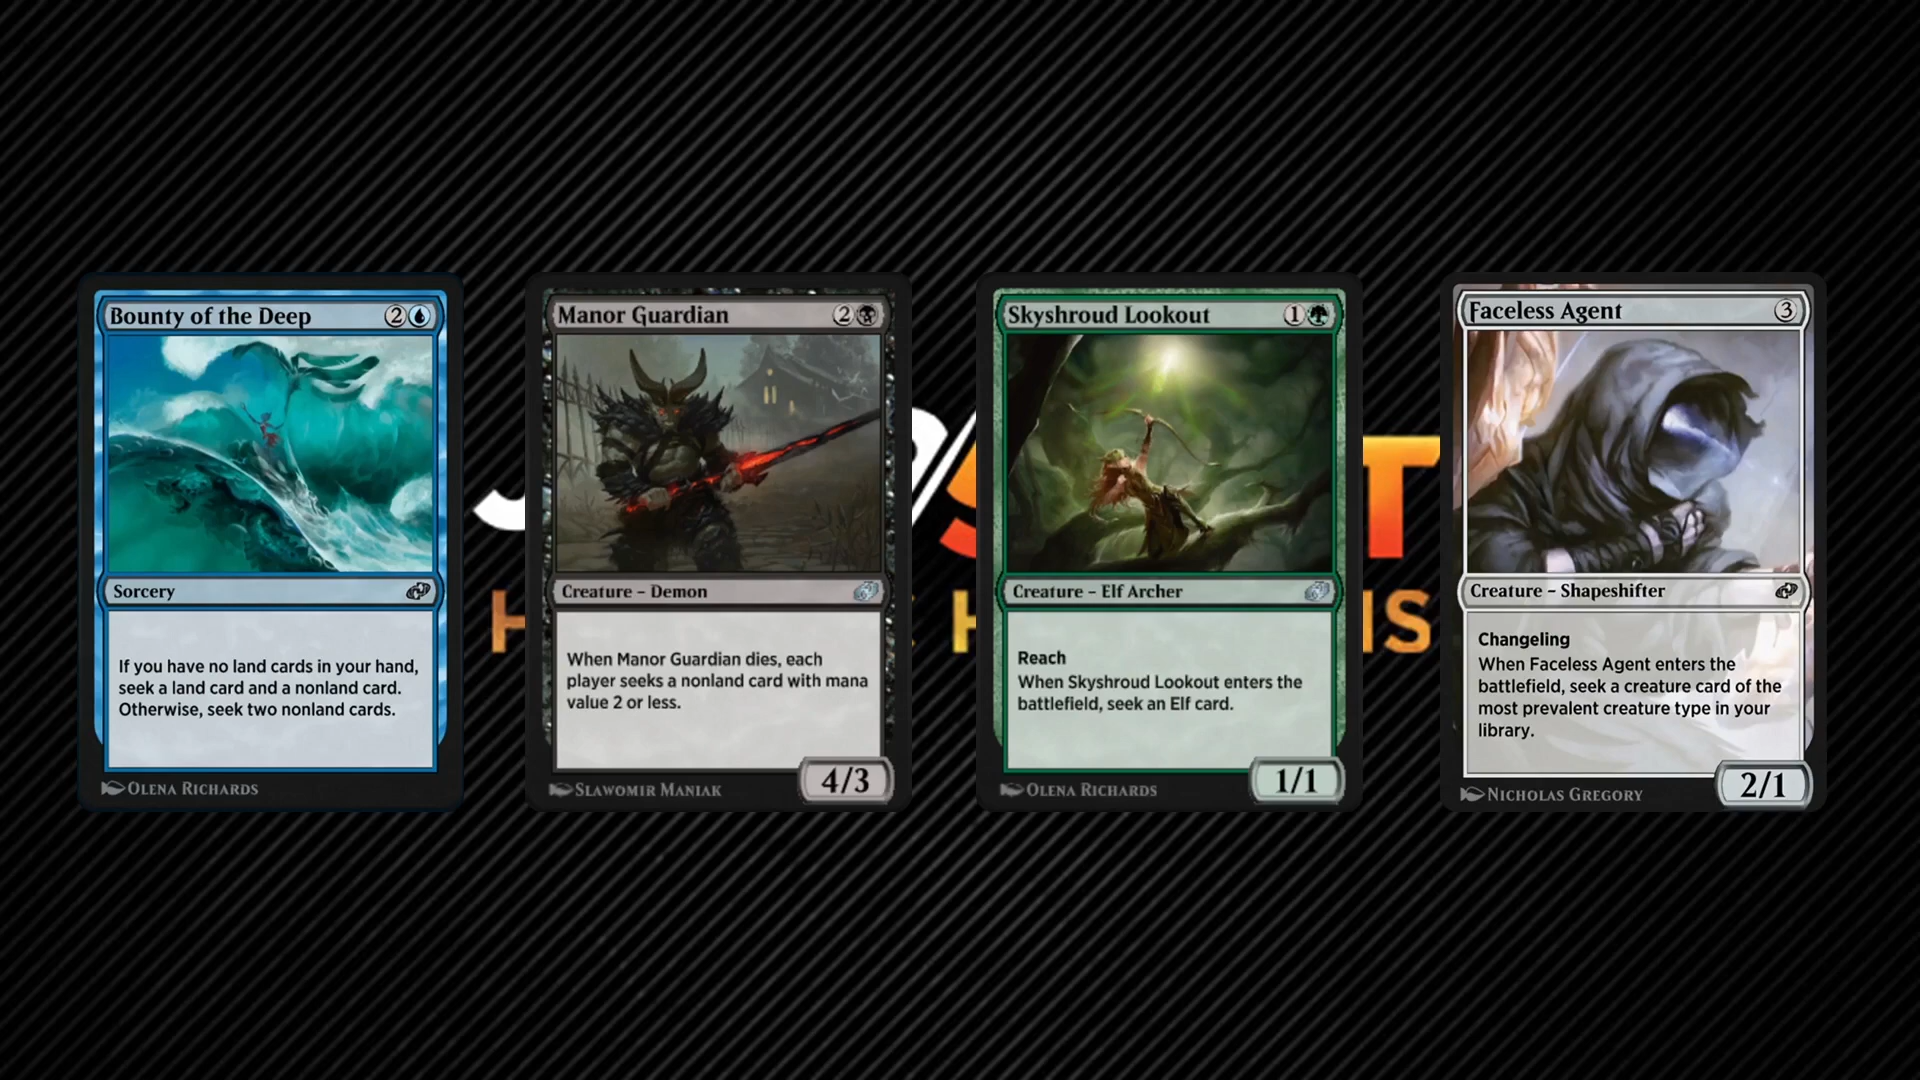 Bounty of the Deep 2
Sorcery
If you have no land cards in your hand,
seek a land card and a nonland card.
Otherwise, seek two nonland cards.
OLENA RICHARDS
Manor Guardian 2
Creature – Demon
When Manor Guardian dies, each
player seeks a nonland card with mana
value 2 or less.
4/3
SLAWOMIR MANIAK
Skyshroud Lookout 1
Creature – Elf Archer
Reach
When Skyshroud Lookout enters the
battlefield, seek an Elf card.
1/1
OLENA RICHARDS
Faceless Agent 3
Creature – Shapeshifter
Changeling
When Faceless Agent enters the
battlefield, seek a creature card of the
most prevalent creature type in your
library.
2/1
NICHOLAS GREGORY